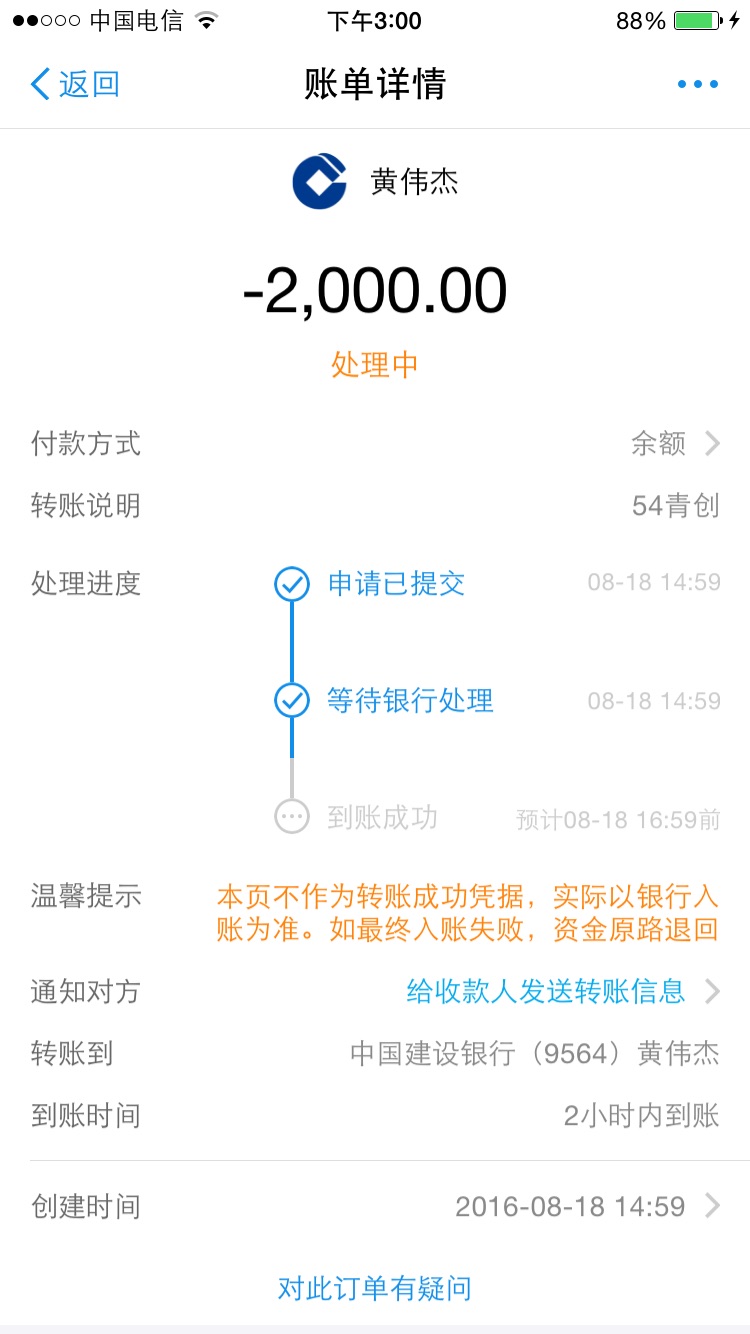 中国电信 下午3:00 88%
返回 账单详情
黄伟杰
-2,000.00
处理中
付款方式 余额
转账说明 54青创
处理进度 申请已提交 08-18 14:59
等待银行处理 08-18 14:59
到账成功 预计08-18 16:59前
温馨提示 本页不作为转账成功凭据，实际以银行入
账为准。如最终入账失败，资金原路退回
通知对方 给收款人发送转账信息
转账到 中国建设银行（9564）黄伟杰
到账时间 2小时内到账
创建时间 2016-08-18 14:59
对此订单有疑问